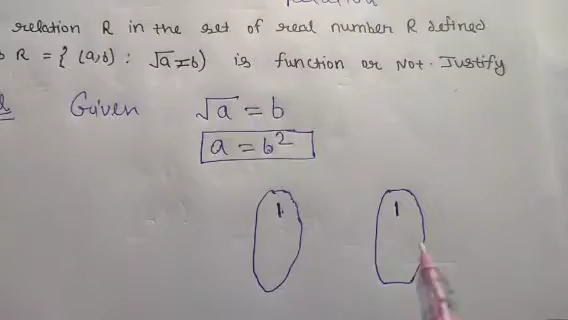 relation R in the set of real number R defined
R = { (a,b) : √a = b) is function or Not. Justify
Given √a = b
a = b²
1 1